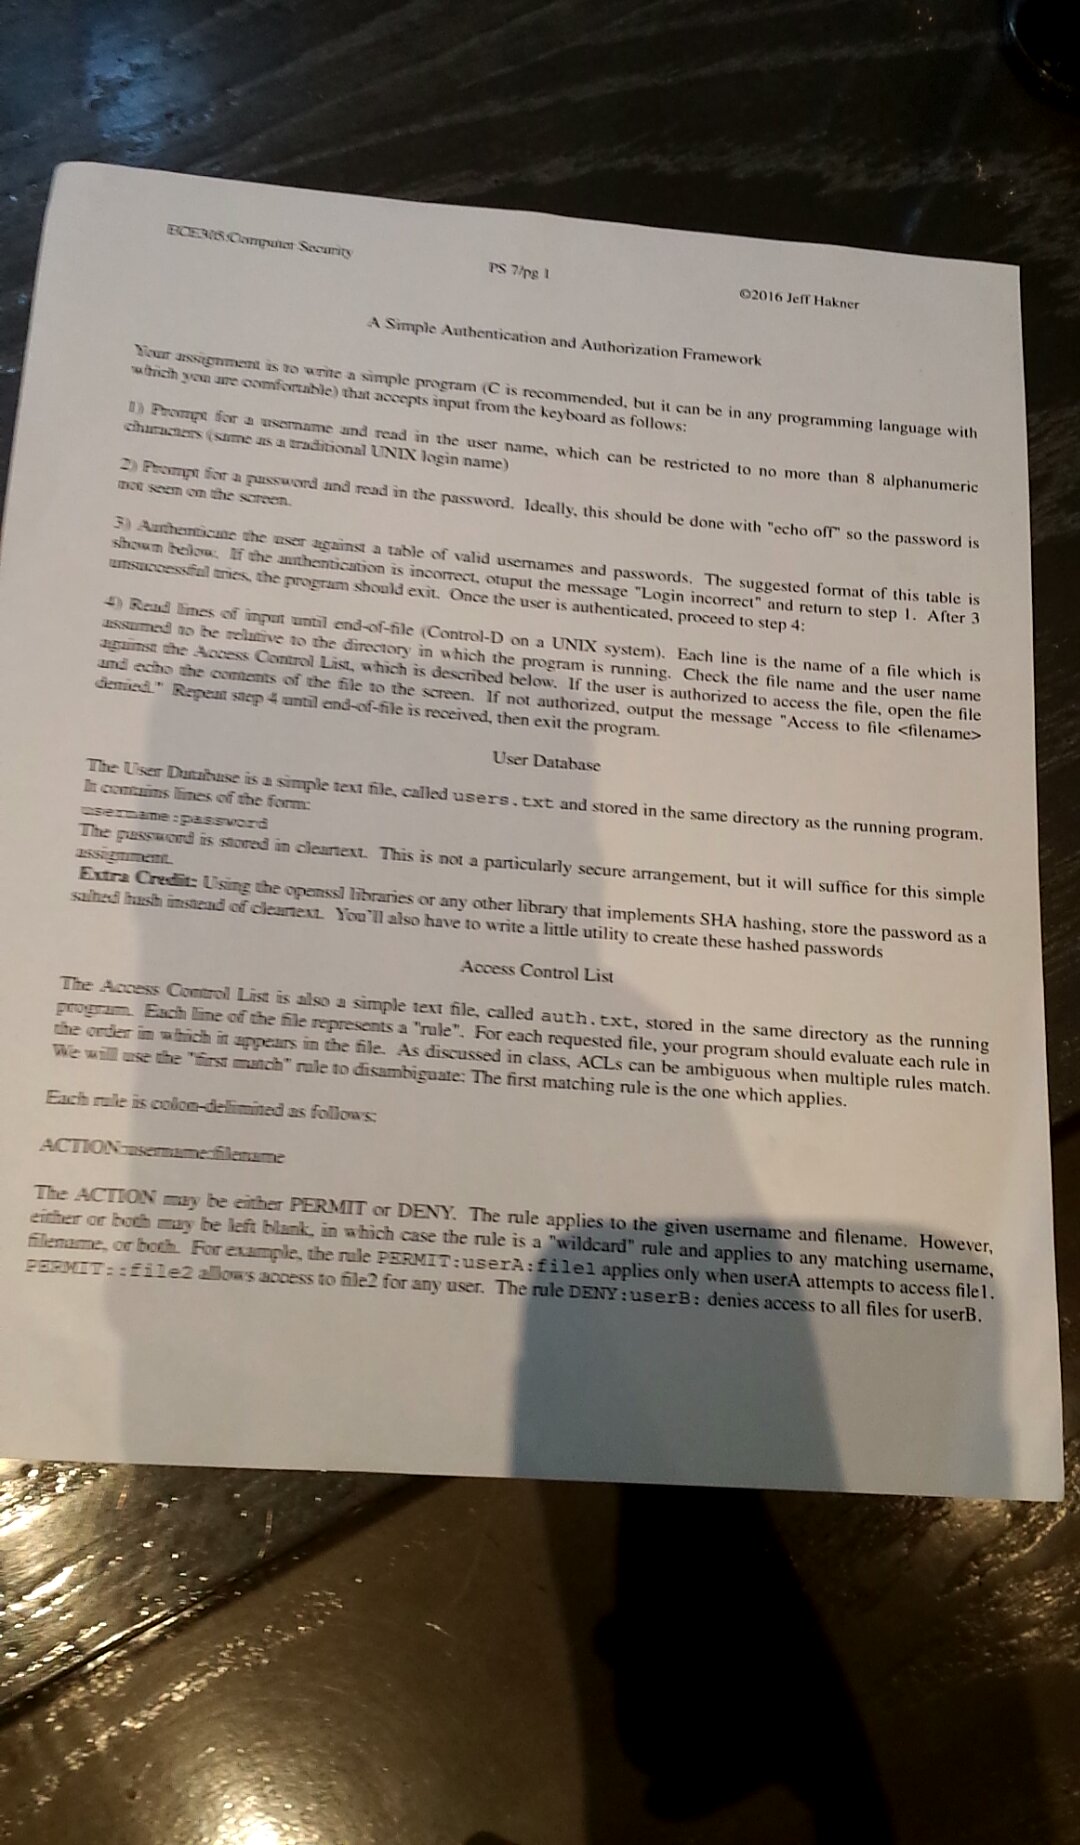 ECE305:Computer Security
PS 7/pg 1
©2016 Jeff Hakner
A Simple Authentication and Authorization Framework
Your assignment is to write a simple program (C is recommended, but it can be in any programming language with
which you are comfortable) that accepts input from the keyboard as follows:
1) Prompt for a username and read in the user name, which can be restricted to no more than 8 alphanumeric
characters (same as a traditional UNIX login name)
2) Prompt for a password and read in the password. Ideally, this should be done with "echo off" so the password is
not seen on the screen.
3) Authenticate the user against a table of valid usernames and passwords. The suggested format of this table is
shown below. If the authentication is incorrect, otuput the message "Login incorrect" and return to step 1. After 3
unsuccessful tries, the program should exit. Once the user is authenticated, proceed to step 4:
4) Read lines of input until end-of-file (Control-D on a UNIX system). Each line is the name of a file which is
assumed to be relative to the directory in which the program is running. Check the file name and the user name
against the Access Control List, which is described below. If the user is authorized to access the file, open the file
and echo the contents of the file to the screen. If not authorized, output the message "Access to file <filename>
denied." Repeat step 4 until end-of-file is received, then exit the program.
User Database
The User Database is a simple text file, called users.txt and stored in the same directory as the running program.
It contains lines of the form:
username:password
The password is stored in cleartext. This is not a particularly secure arrangement, but it will suffice for this simple
assignment.
Extra Credit: Using the openssl libraries or any other library that implements SHA hashing, store the password as a
salted hash instead of cleartext. You'll also have to write a little utility to create these hashed passwords
Access Control List
The Access Control List is also a simple text file, called auth.txt, stored in the same directory as the running
program. Each line of the file represents a "rule". For each requested file, your program should evaluate each rule in
the order in which it appears in the file. As discussed in class, ACLs can be ambiguous when multiple rules match.
We will use the "first match" rule to disambiguate: The first matching rule is the one which applies.
Each rule is colon-delimited as follows:
ACTION:username:filename
The ACTION may be either PERMIT or DENY. The rule applies to the given username and filename. However,
either or both may be left blank, in which case the rule is a "wildcard" rule and applies to any matching username,
filename, or both. For example, the rule PERMIT:userA:file1 applies only when userA attempts to access file1.
PERMIT::file2 allows access to file2 for any user. The rule DENY:userB: denies access to all files for userB.